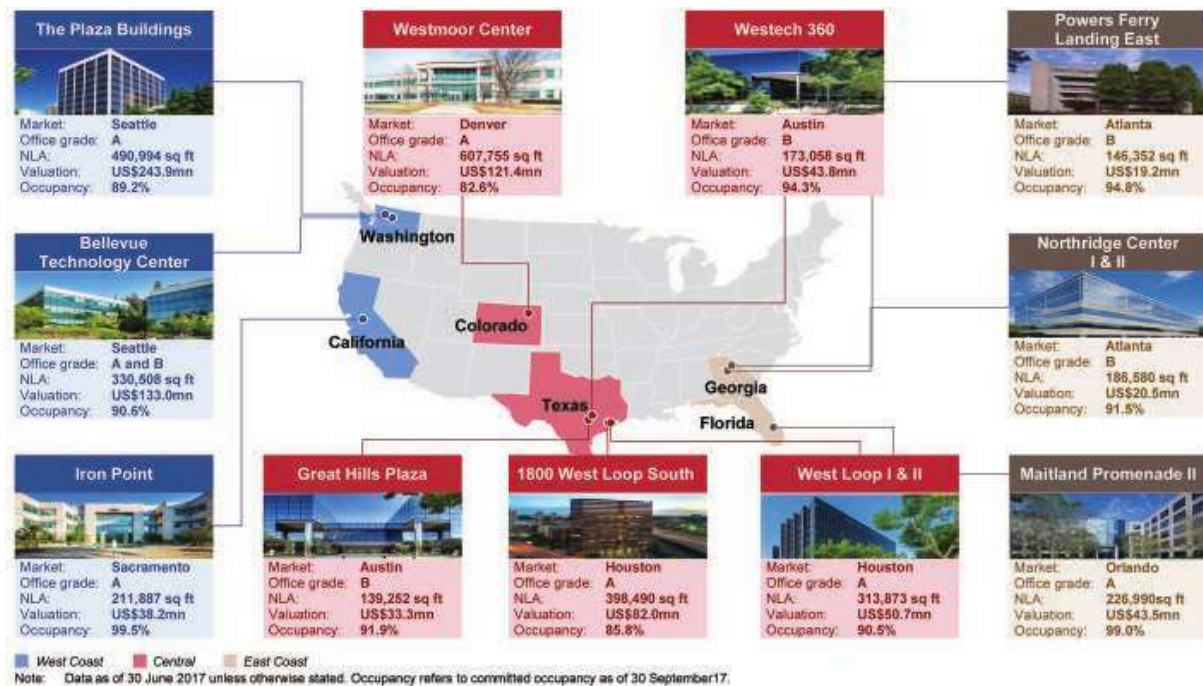 The Plaza Buildings
Market: Seattle
Office grade: A
NLA: 490,994 sq ft
Valuation: US$243.9mn
Occupancy: 89.2%
Westmoor Center
Market: Denver
Office grade: A
NLA: 607,755 sq ft
Valuation: US$121.4mn
Occupancy: 82.6%
Westech 360
Market: Austin
Office grade: B
NLA: 173,058 sq ft
Valuation: US$43.8mn
Occupancy: 94.3%
Powers Ferry
Landing East
Market: Atlanta
Office grade: B
NLA: 146,352 sq ft
Valuation: US$19.2mn
Occupancy: 94.8%
Bellevue
Technology Center
Market: Seattle
Office grade: A and B
NLA: 330,508 sq ft
Valuation: US$133.0mn
Occupancy: 90.6%
Washington
Colorado
California
Texas
Georgia
Florida
Northridge Center
I & II
Market: Atlanta
Office grade: B
NLA: 186,580 sq ft
Valuation: US$20.5mn
Occupancy: 91.5%
Iron Point
Market: Sacramento
Office grade: A
NLA: 211,887 sq ft
Valuation: US$38.2mn
Occupancy: 99.5%
Great Hills Plaza
Market: Austin
Office grade: B
NLA: 139,252 sq ft
Valuation: US$33.3mn
Occupancy: 91.9%
1800 West Loop South
Market: Houston
Office grade: A
NLA: 398,490 sq ft
Valuation: US$82.0mn
Occupancy: 85.8%
West Loop I & II
Market: Houston
Office grade: A
NLA: 313,873 sq ft
Valuation: US$50.7mn
Occupancy: 90.5%
Maitland Promenade II
Market: Orlando
Office grade: A
NLA: 226,990sq ft
Valuation: US$43.5mn
Occupancy: 99.0%
West Coast Central East Coast
Note: Data as of 30 June 2017 unless otherwise stated. Occupancy refers to committed occupancy as of 30 September17.